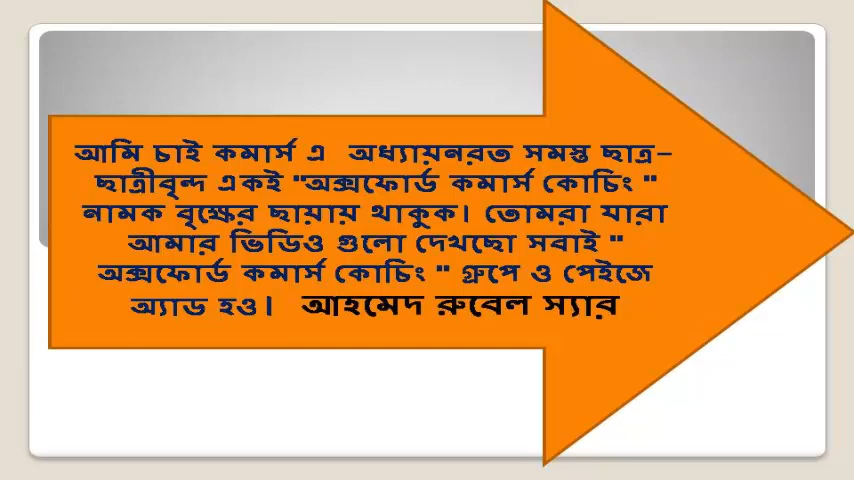 আমি চাই কমার্স এ অধ্যায়নরত সমস্ত ছাত্র-
ছাত্রীবৃন্দ একই "অক্সফোর্ড কমার্স কোচিং "
নামক বৃক্ষের ছায়ায় থাকুক। তোমরা যারা
আমার ভিডিও গুলো দেখছো সবাই "
অক্সফোর্ড কমার্স কোচিং " গ্রুপে ও পেইজে
অ্যাড হও। আহমেদ রুবেল স্যার